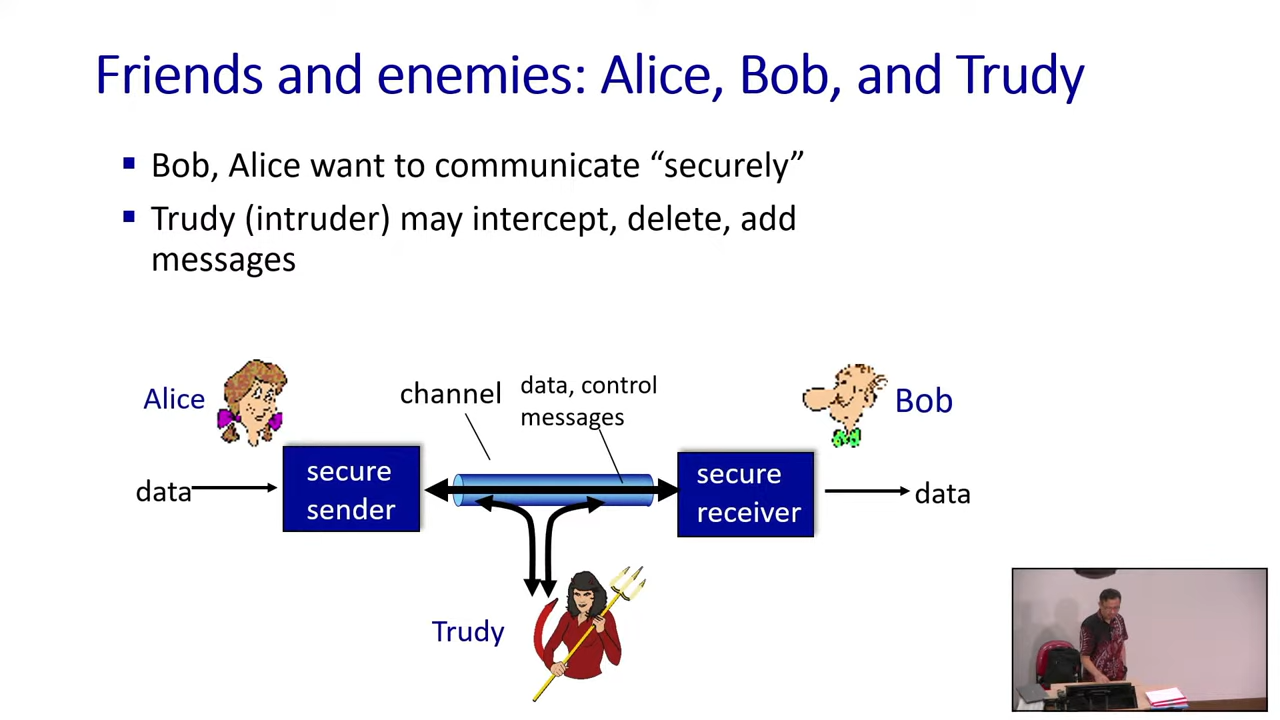 Friends and enemies: Alice, Bob, and Trudy
▪ Bob, Alice want to communicate “securely”
▪ Trudy (intruder) may intercept, delete, add
messages
Alice
channel
data, control
messages
Bob
data
secure
sender
secure
receiver
data
Trudy